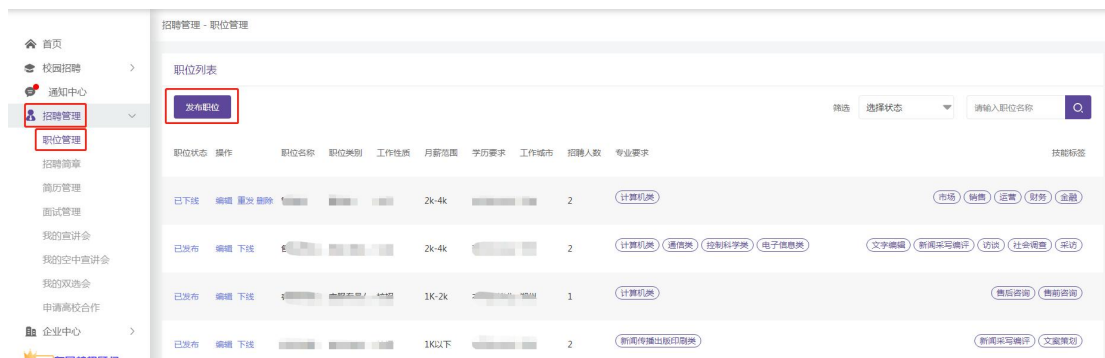 招聘管理 - 职位管理
首页
校园招聘
通知中心
招聘管理
职位管理
招聘简章
简历管理
面试管理
我的宣讲会
我的空中宣讲会
我的双选会
申请高校合作
企业中心
职位列表
发布职位
筛选 选择状态 请输入职位名称
职位状态 操作 职位名称 职位类别 工作性质 月薪范围 学历要求 工作城市 招聘人数 专业要求 技能标签
已下线 编辑 重发 删除 2k-4k 2 计算机类 市场 销售 运营 财务 金融
已发布 编辑 下线 2k-4k 2 计算机类 通信类 控制科学类 电子信息类 文字编辑 新闻采写编评 访谈 社会调查 采访
已发布 编辑 下线 1K-2k 1 计算机类 售后咨询 售前咨询
已发布 编辑 下线 1K以下 2 新闻传播出版印刷类 新闻采写编评 文案策划